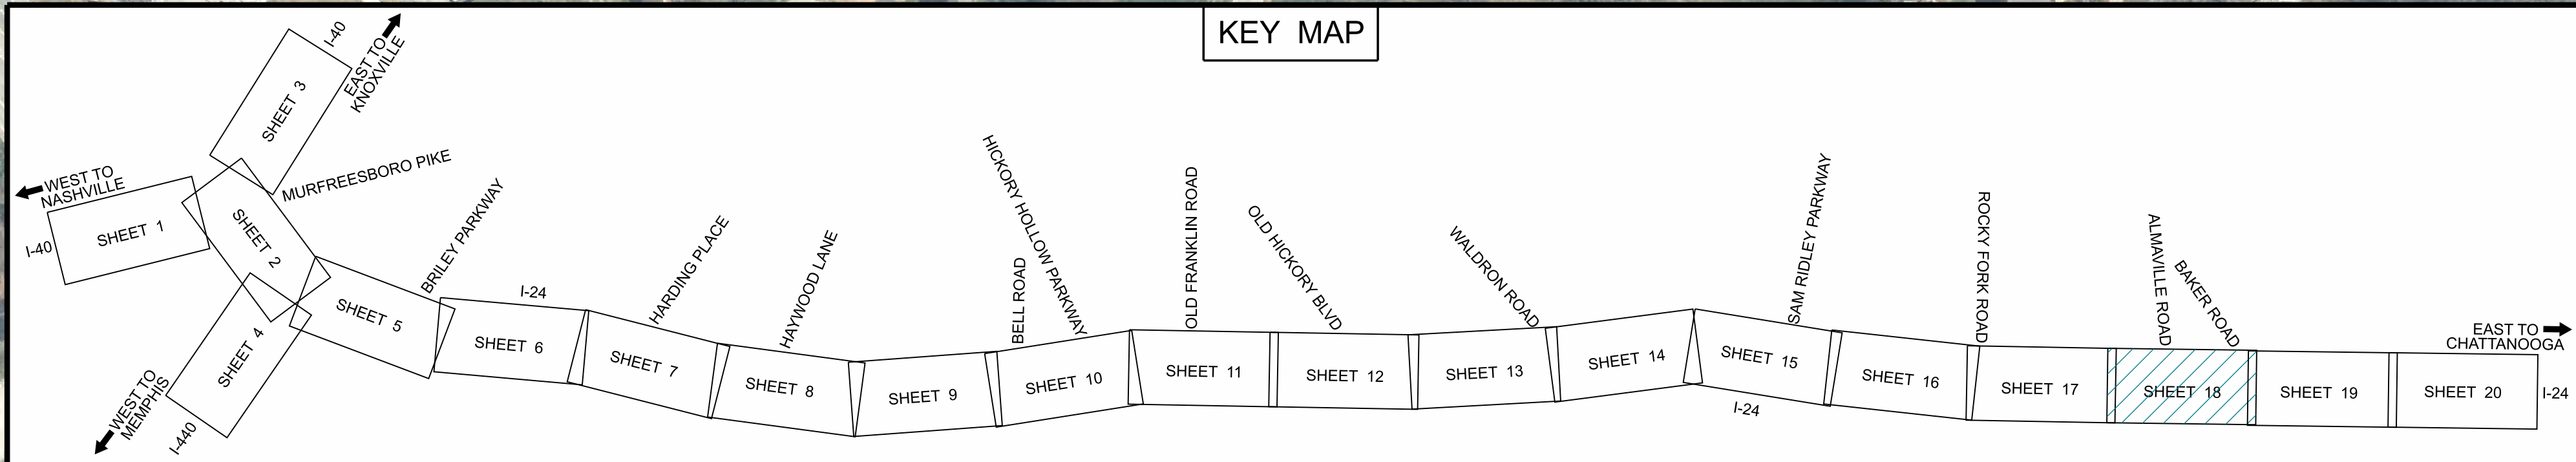 KEY MAP
I-40
EAST TO
KNOXVILLE
SHEET 3
WEST TO
NASHVILLE
I-40
SHEET 1
MURFREESBORO PIKE
SHEET 2
SHEET 4
WEST TO
MEMPHIS
I-440
SHEET 5
BRILEY PARKWAY
I-24
SHEET 6
HARDING PLACE
SHEET 7
HAYWOOD LANE
SHEET 8
SHEET 9
BELL ROAD
HICKORY HOLLOW PARKWAY
SHEET 10
OLD FRANKLIN ROAD
SHEET 11
OLD HICKORY BLVD
SHEET 12
WALDRON ROAD
SHEET 13
SHEET 14
SAM RIDLEY PARKWAY
SHEET 15
I-24
SHEET 16
ROCKY FORK ROAD
SHEET 17
ALMAVILLE ROAD
BAKER ROAD
SHEET 18
SHEET 19
EAST TO
CHATTANOOGA
SHEET 20
I-24